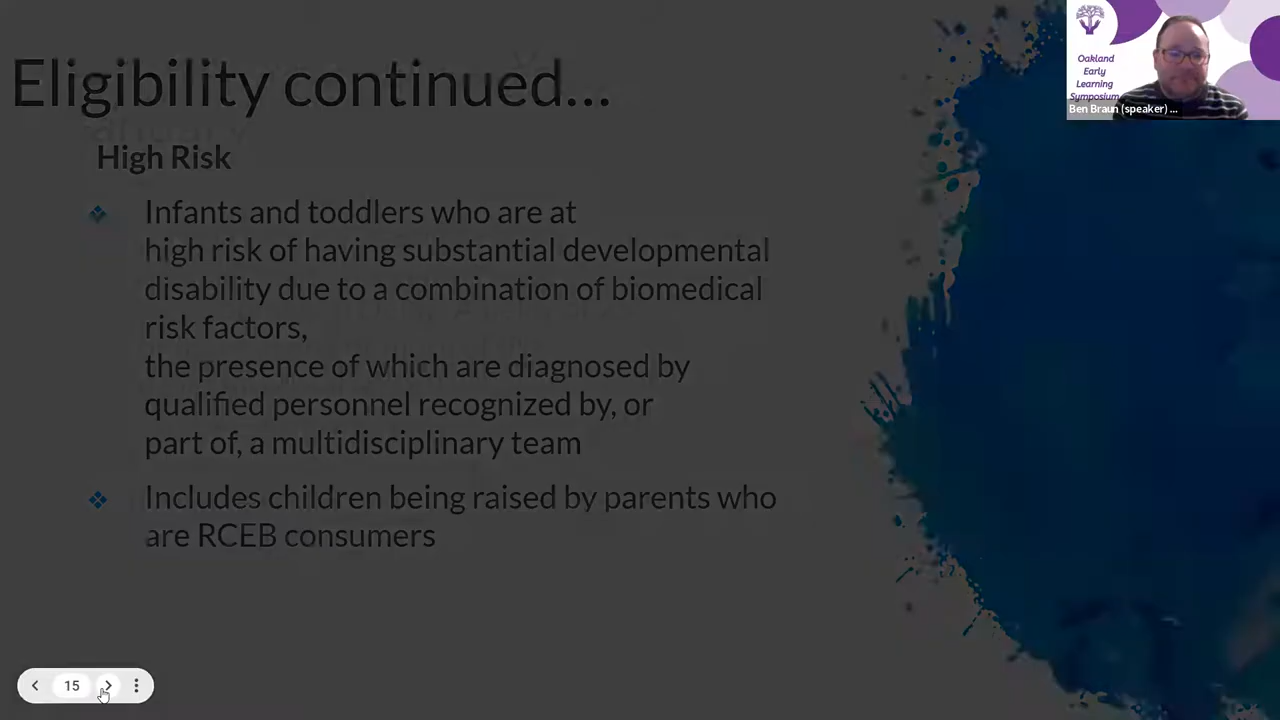 Eligibility continued...
High Risk
Infants and toddlers who are at
high risk of having substantial developmental
disability due to a combination of biomedical
risk factors,
the presence of which are diagnosed by
qualified personnel recognized by, or
part of, a multidisciplinary team
Includes children being raised by parents who
are RCEB consumers
Oakland
Early
Learning
Symposium
Ben Braun (speaker) ...
15